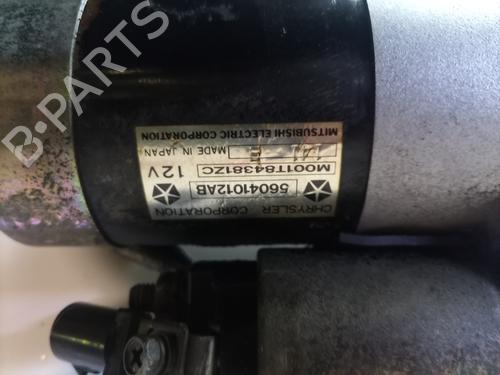 CHRYSLER
CORPORATION
56041012AB
M001T84381ZC 12V
MADE IN JAPAN
MITSUBISHI ELECTRIC CORPORATION
B-PARTS